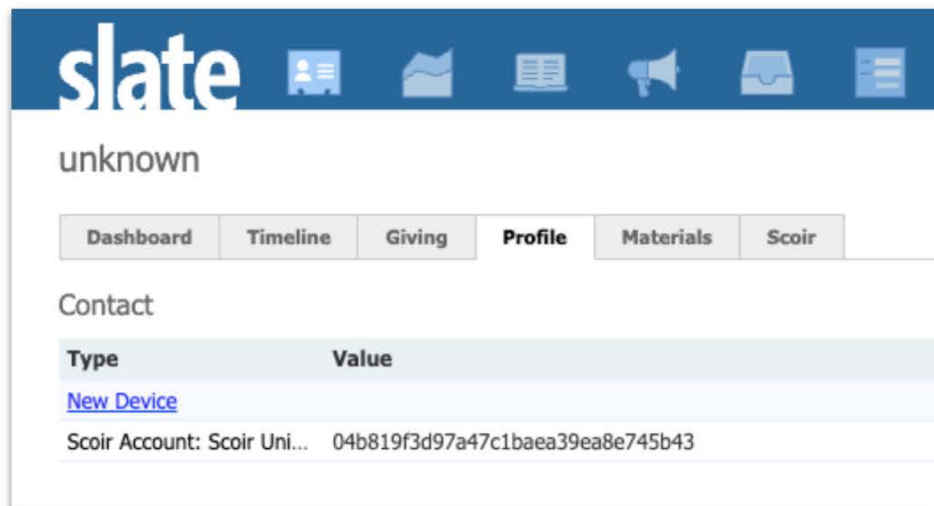 slate
unknown
Dashboard Timeline Giving Profile Materials Scoir
Contact
Type Value
New Device
Scoir Account: Scoir Uni... 04b819f3d97a47c1baea39ea8e745b43